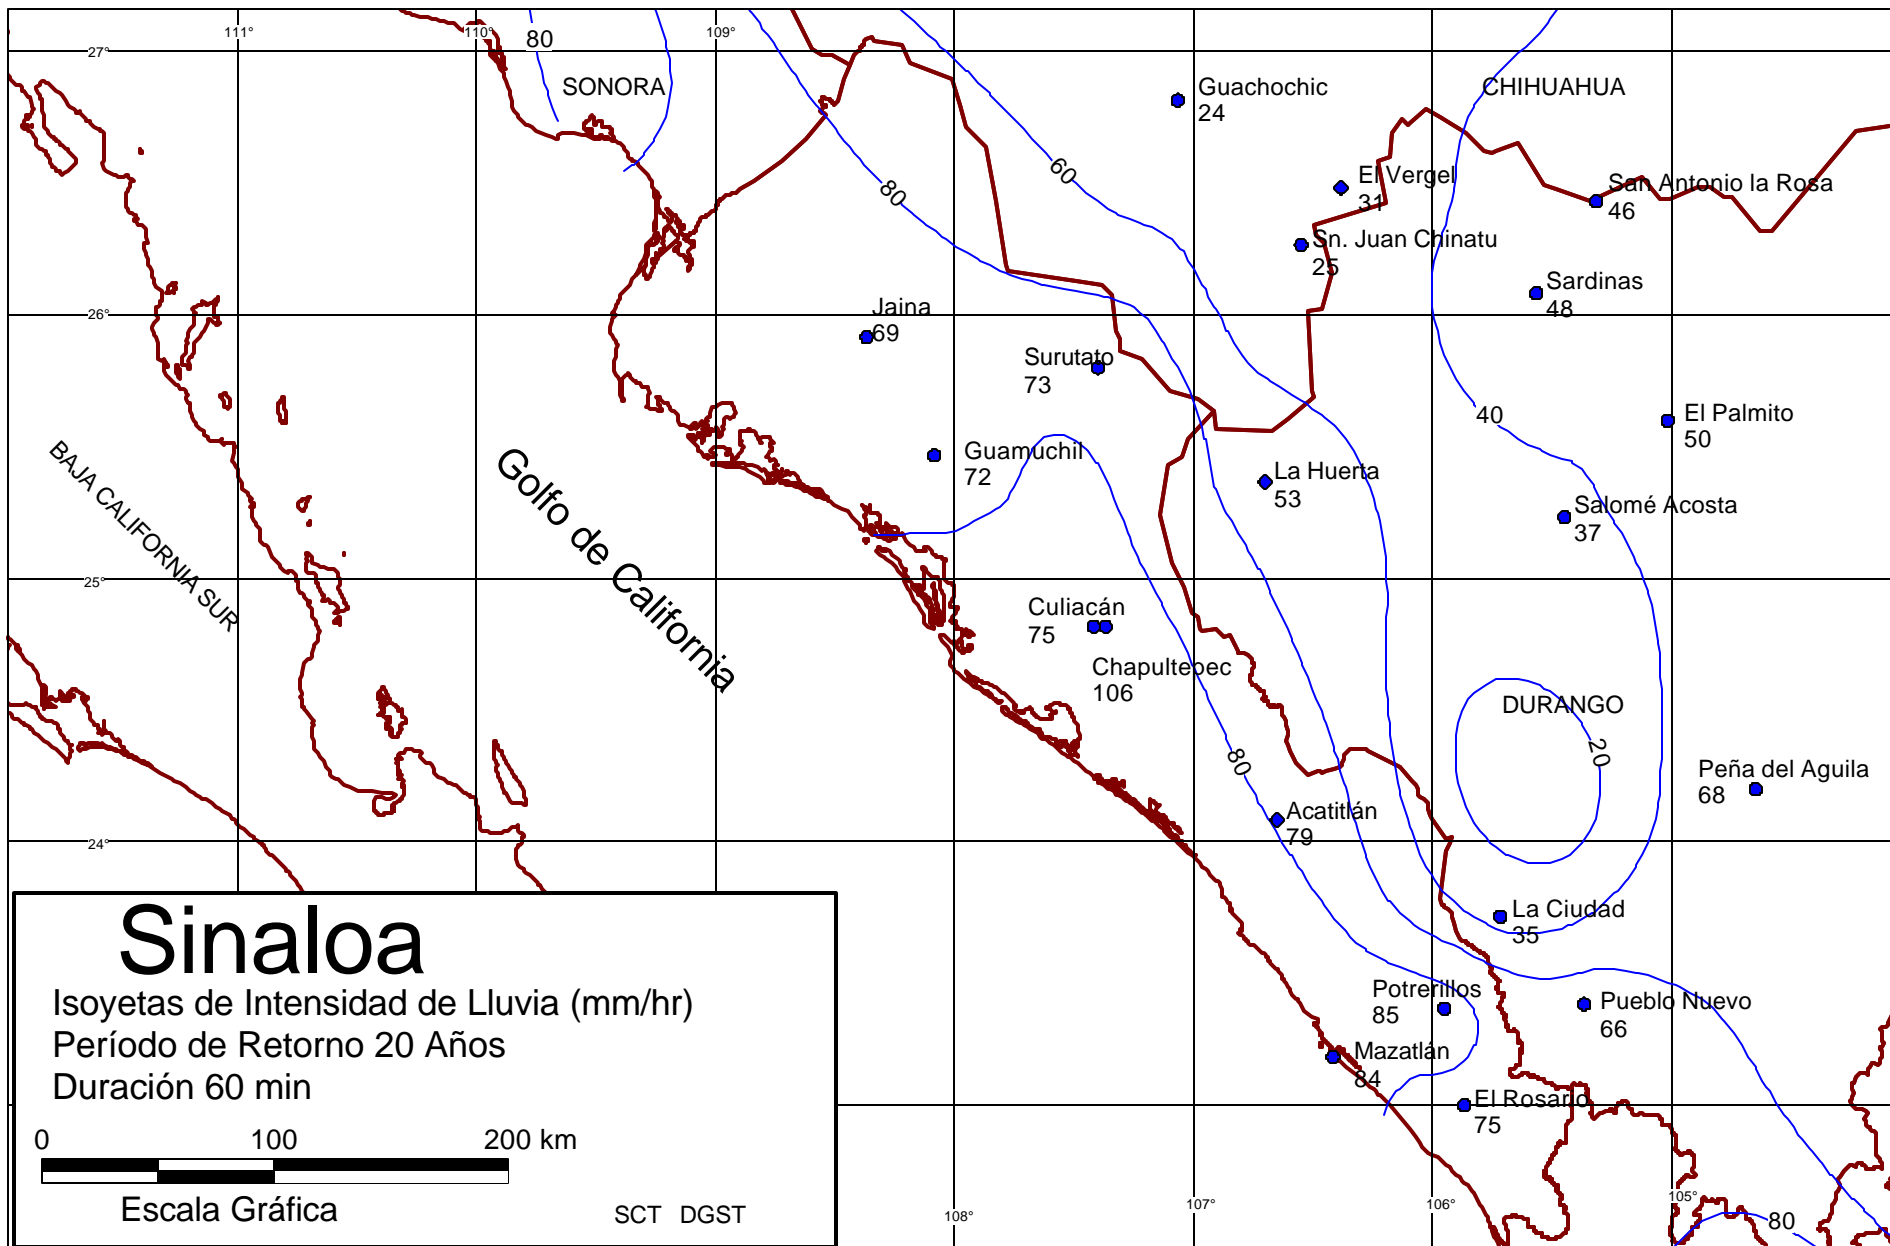 111°
110°
80
109°
27°
SONORA
Guachochic
24
CHIHUAHUA
60
80
El Vergel
31
San Antonio la Rosa
46
Sn. Juan Chinatu
25
Sardinas
48
26°
Jaina
69
Surutato
73
40
El Palmito
50
Guamuchil
72
La Huerta
53
Salomé Acosta
37
BAJA CALIFORNIA SUR
Golfo de California
25°
Culiacán
75
Chapultepec
106
DURANGO
20
80
Peña del Aguila
68
Acatitlán
79
24°
La Ciudad
35
Potrerillos
85
Pueblo Nuevo
66
Mazatlán
84
El Rosario
75
Sinaloa
Isoyetas de Intensidad de Lluvia (mm/hr)
Período de Retorno 20 Años
Duración 60 min
0 100 200 km
Escala Gráfica
SCT DGST
108°
107°
106°
105°
80